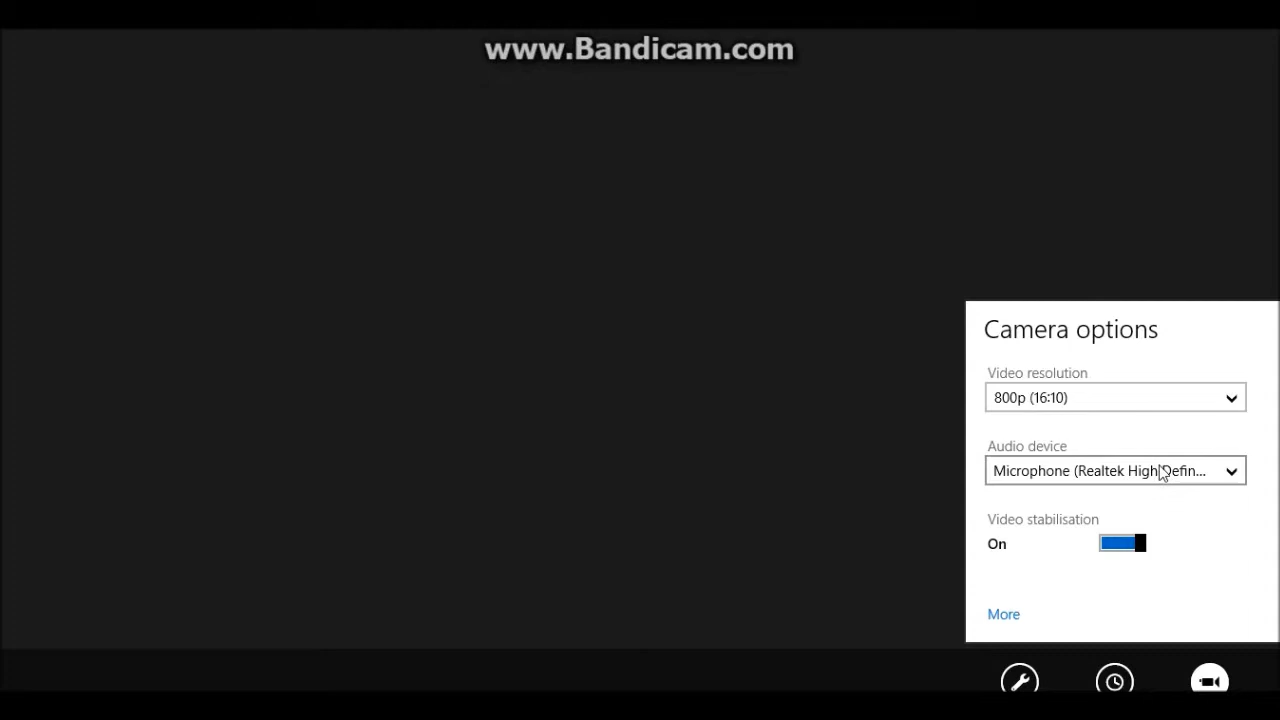 www.Bandicam.com
Camera options
Video resolution
800p (16:10)
Audio device
Microphone (Realtek High Defin...
Video stabilisation
On
More